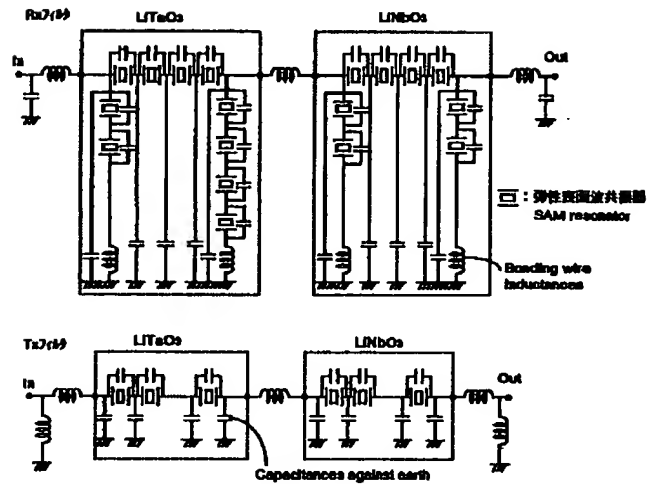 Rxフィルタ
LiTaO3
LiNbO3
In
Out
: 弾性表面波共振器
SAM resonator
Bonding wire
inductances
Txフィルタ
LiTaO3
LiNbO3
In
Out
Capacitances against earth